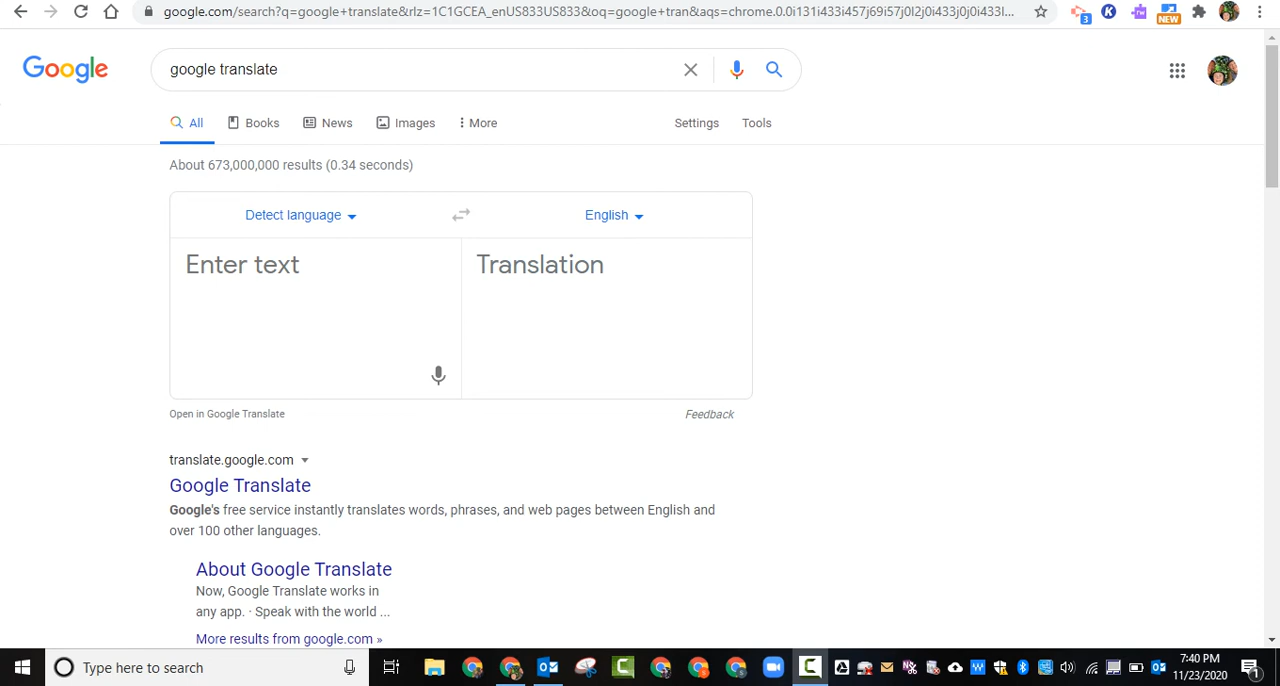 google.com/search?q=google+translate&rlz=1C1GCEA_enUS833US833&oq=google+tran&aqs=chrome.0.0i131i433i457j69i57j0l2j0i433j0j0i433l...
3
K
rw
NEW
Google
google translate
All
Books
News
Images
More
Settings
Tools
About 673,000,000 results (0.34 seconds)
Detect language
English
Enter text
Translation
Open in Google Translate
Feedback
translate.google.com
Google Translate
Google's free service instantly translates words, phrases, and web pages between English and
over 100 other languages.
About Google Translate
Now, Google Translate works in
any app. · Speak with the world ...
More results from google.com »
Type here to search
7:40 PM
11/23/2020
1